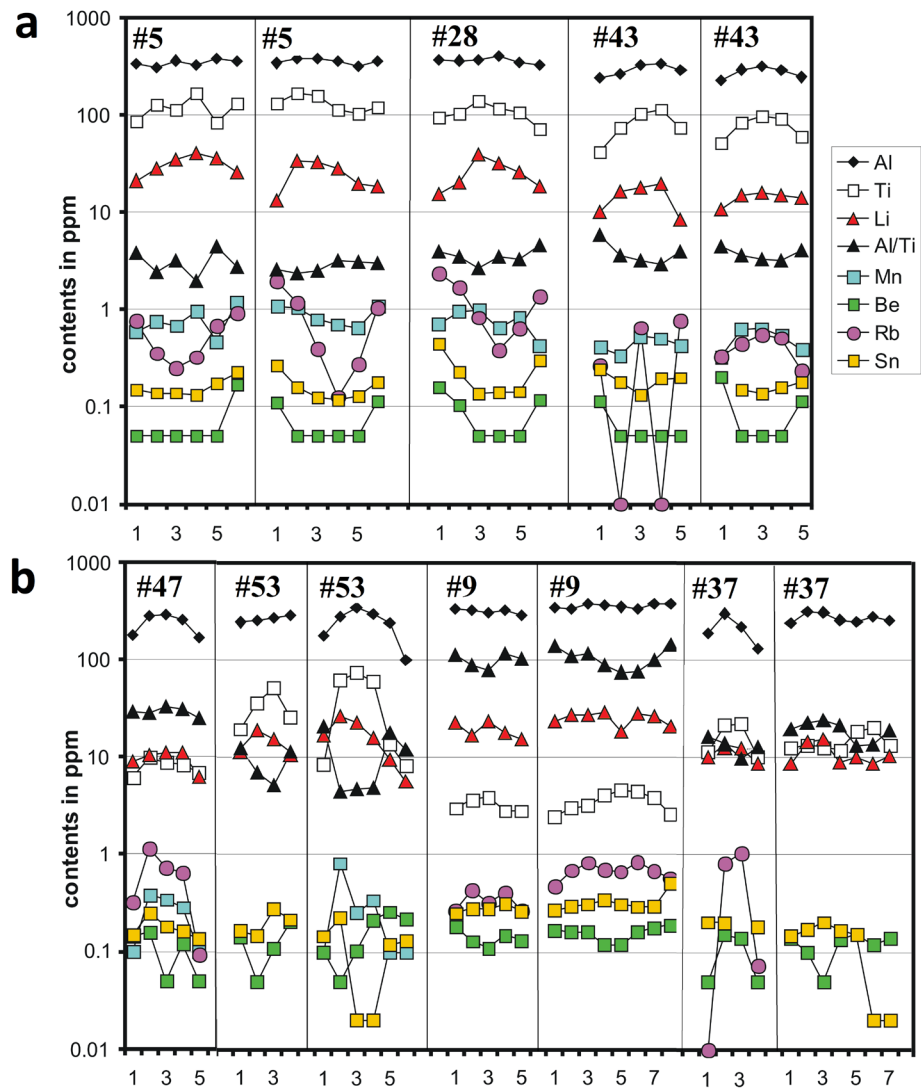 a
#5 #5 #28 #43 #43
1000
100
10
1
0.1
0.01
contents in ppm
1 3 5 1 3 5 1 3 5 1 3 5 1 3 5
Al
Ti
Li
Al/Ti
Mn
Be
Rb
Sn
b
#47 #53 #53 #9 #9 #37 #37
1000
100
10
1
0.1
0.01
contents in ppm
1 3 5 1 3 1 3 5 1 3 5 1 3 5 7 1 3 1 3 5 7